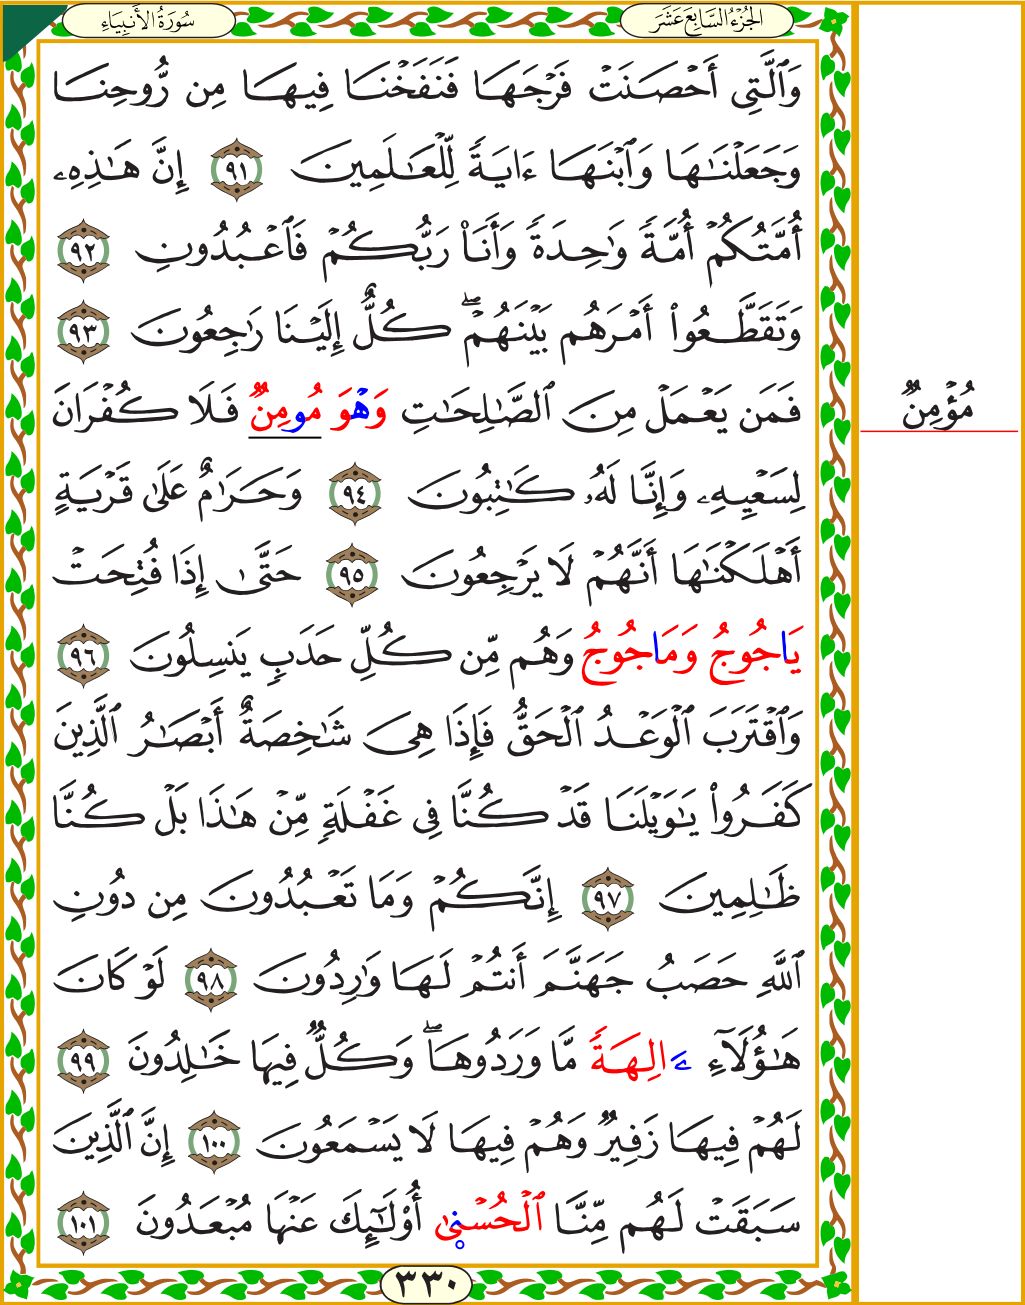 سُورَةُ الأَنبِيَاءِ
الجُزْءُ السَّابِعَ عَشَرَ
وَٱلَّتِىٓ أَحْصَنَتْ فَرْجَهَا فَنَفَخْنَا فِيهَا مِن رُّوحِنَا
وَجَعَلْنَٰهَا وَٱبْنَهَآ ءَايَةً لِّلْعَٰلَمِينَ ٩١ إِنَّ هَٰذِهِۦٓ
أُمَّتُكُمْ أُمَّةً وَٰحِدَةً وَأَنَا۠ رَبُّكُمْ فَٱعْبُدُونِ ٩٢
وَتَقَطَّعُوٓا۟ أَمْرَهُم بَيْنَهُمْ ۖ كُلٌّ إِلَيْنَا رَٰجِعُونَ ٩٣
فَمَن يَعْمَلْ مِنَ ٱلصَّٰلِحَٰتِ وَهْوَ مُومِنٌ فَلَا كُفْرَانَ
مُؤْمِنٌ
لِسَعْيِهِۦ وَإِنَّا لَهُۥ كَٰتِبُونَ ٩٤ وَحَرَٰمٌ عَلَىٰ قَرْيَةٍ
أَهْلَكْنَٰهَآ أَنَّهُمْ لَا يَرْجِعُونَ ٩٥ حَتَّىٰٓ إِذَا فُتِحَتْ
يَاجُوجُ وَمَاجُوجُ وَهُم مِّن كُلِّ حَدَبٍ يَنسِلُونَ ٩٦
وَٱقْتَرَبَ ٱلْوَعْدُ ٱلْحَقُّ فَإِذَا هِىَ شَٰخِصَةٌ أَبْصَٰرُ ٱلَّذِينَ
كَفَرُوا۟ يَٰوَيْلَنَا قَدْ كُنَّا فِى غَفْلَةٍ مِّنْ هَٰذَا بَلْ كُنَّا
ظَٰلِمِينَ ٩٧ إِنَّكُمْ وَمَا تَعْبُدُونَ مِن دُونِ
ٱللَّهِ حَصَبُ جَهَنَّمَ أَنتُمْ لَهَا وَٰرِدُونَ ٩٨ لَوْ كَانَ
هَٰٓؤُلَآءِ ءَالِهَةً مَّا وَرَدُوهَا ۖ وَكُلٌّ فِيهَا خَٰلِدُونَ ٩٩
لَهُمْ فِيهَا زَفِيرٌ وَهُمْ فِيهَا لَا يَسْمَعُونَ ١٠٠ إِنَّ ٱلَّذِينَ
سَبَقَتْ لَهُم مِّنَّا ٱلْحُسْنَىٰٓ أُو۟لَٰٓئِكَ عَنْهَا مُبْعَدُونَ ١٠١
٣٣٠